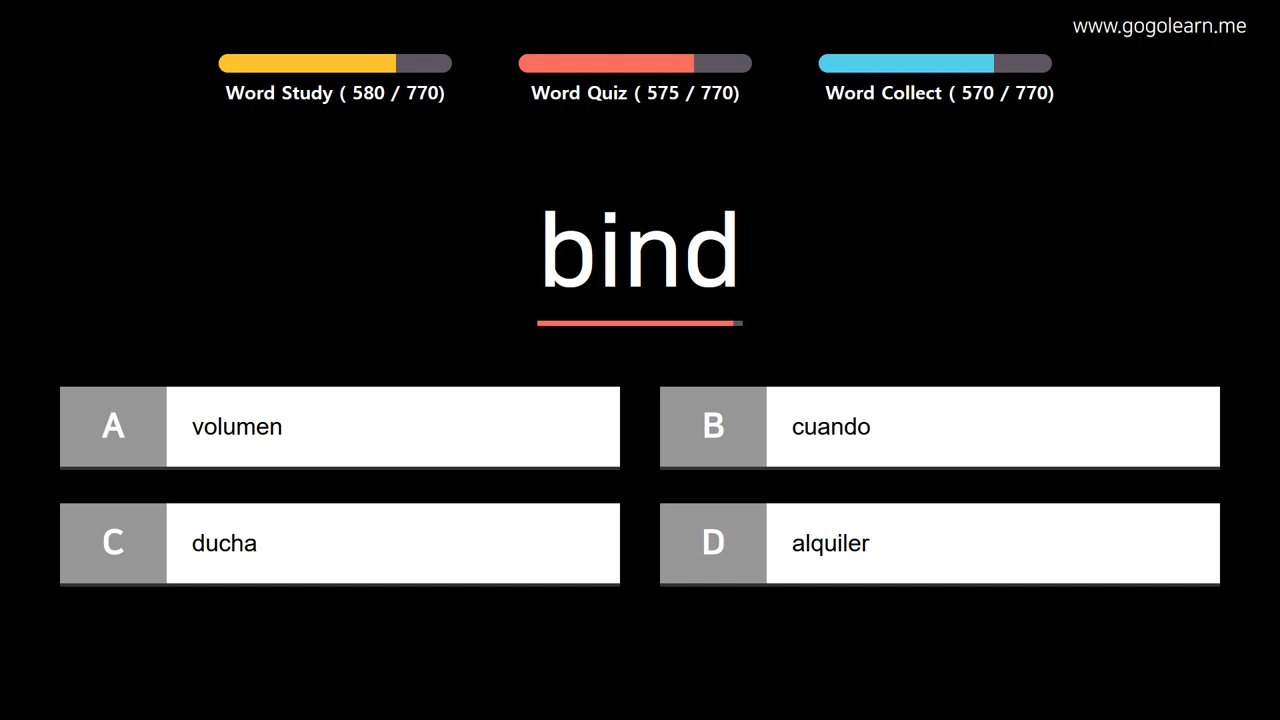 www.gogolearn.me
Word Study ( 580 / 770)
Word Quiz ( 575 / 770)
Word Collect ( 570 / 770)
bind
A volumen
B cuando
C ducha
D alquiler